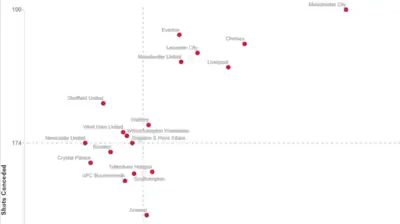 190
Manchester City
Everton
Chelsea
Leicester City
Manchester United
Liverpool
Sheffield United
Watford
West Ham United
Wolverhampton Wanderers
Newcastle United
Brighton & Hove Albion
174
Burnley
Crystal Palace
Tottenham Hotspur
AFC Bournemouth
Southampton
Arsenal
Shots Conceded